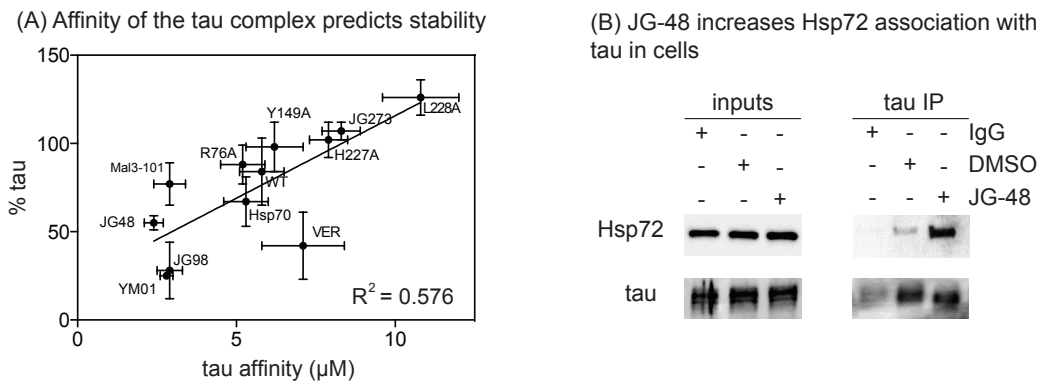 (A) Affinity of the tau complex predicts stability
150
100
50
0
% tau
0
5
10
tau affinity (µM)
L228A
Y149A
JG273
H227A
R76A
WT
Mal3-101
Hsp70
JG48
VER
JG98
YM01
R² = 0.576
(B) JG-48 increases Hsp72 association with
tau in cells
inputs
tau IP
+ - - + - - IgG
- + - - + - DMSO
- - + - - + JG-48
Hsp72
tau